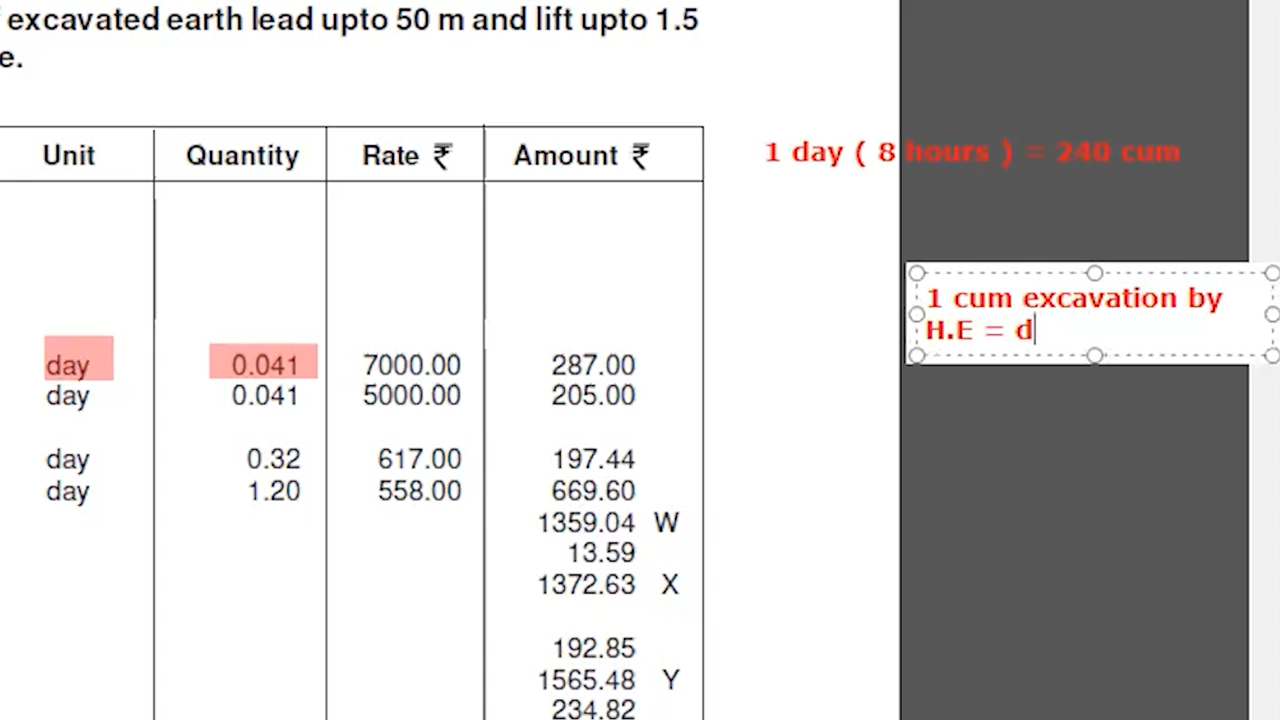 excavated earth lead upto 50 m and lift upto 1.5
e.
Unit Quantity Rate ₹ Amount ₹
1 day ( 8 hours ) = 240 cum
1 cum excavation by
H.E = d
day 0.041 7000.00 287.00
day 0.041 5000.00 205.00
day 0.32 617.00 197.44
day 1.20 558.00 669.60
1359.04 W
13.59
1372.63 X
192.85
1565.48 Y
234.82